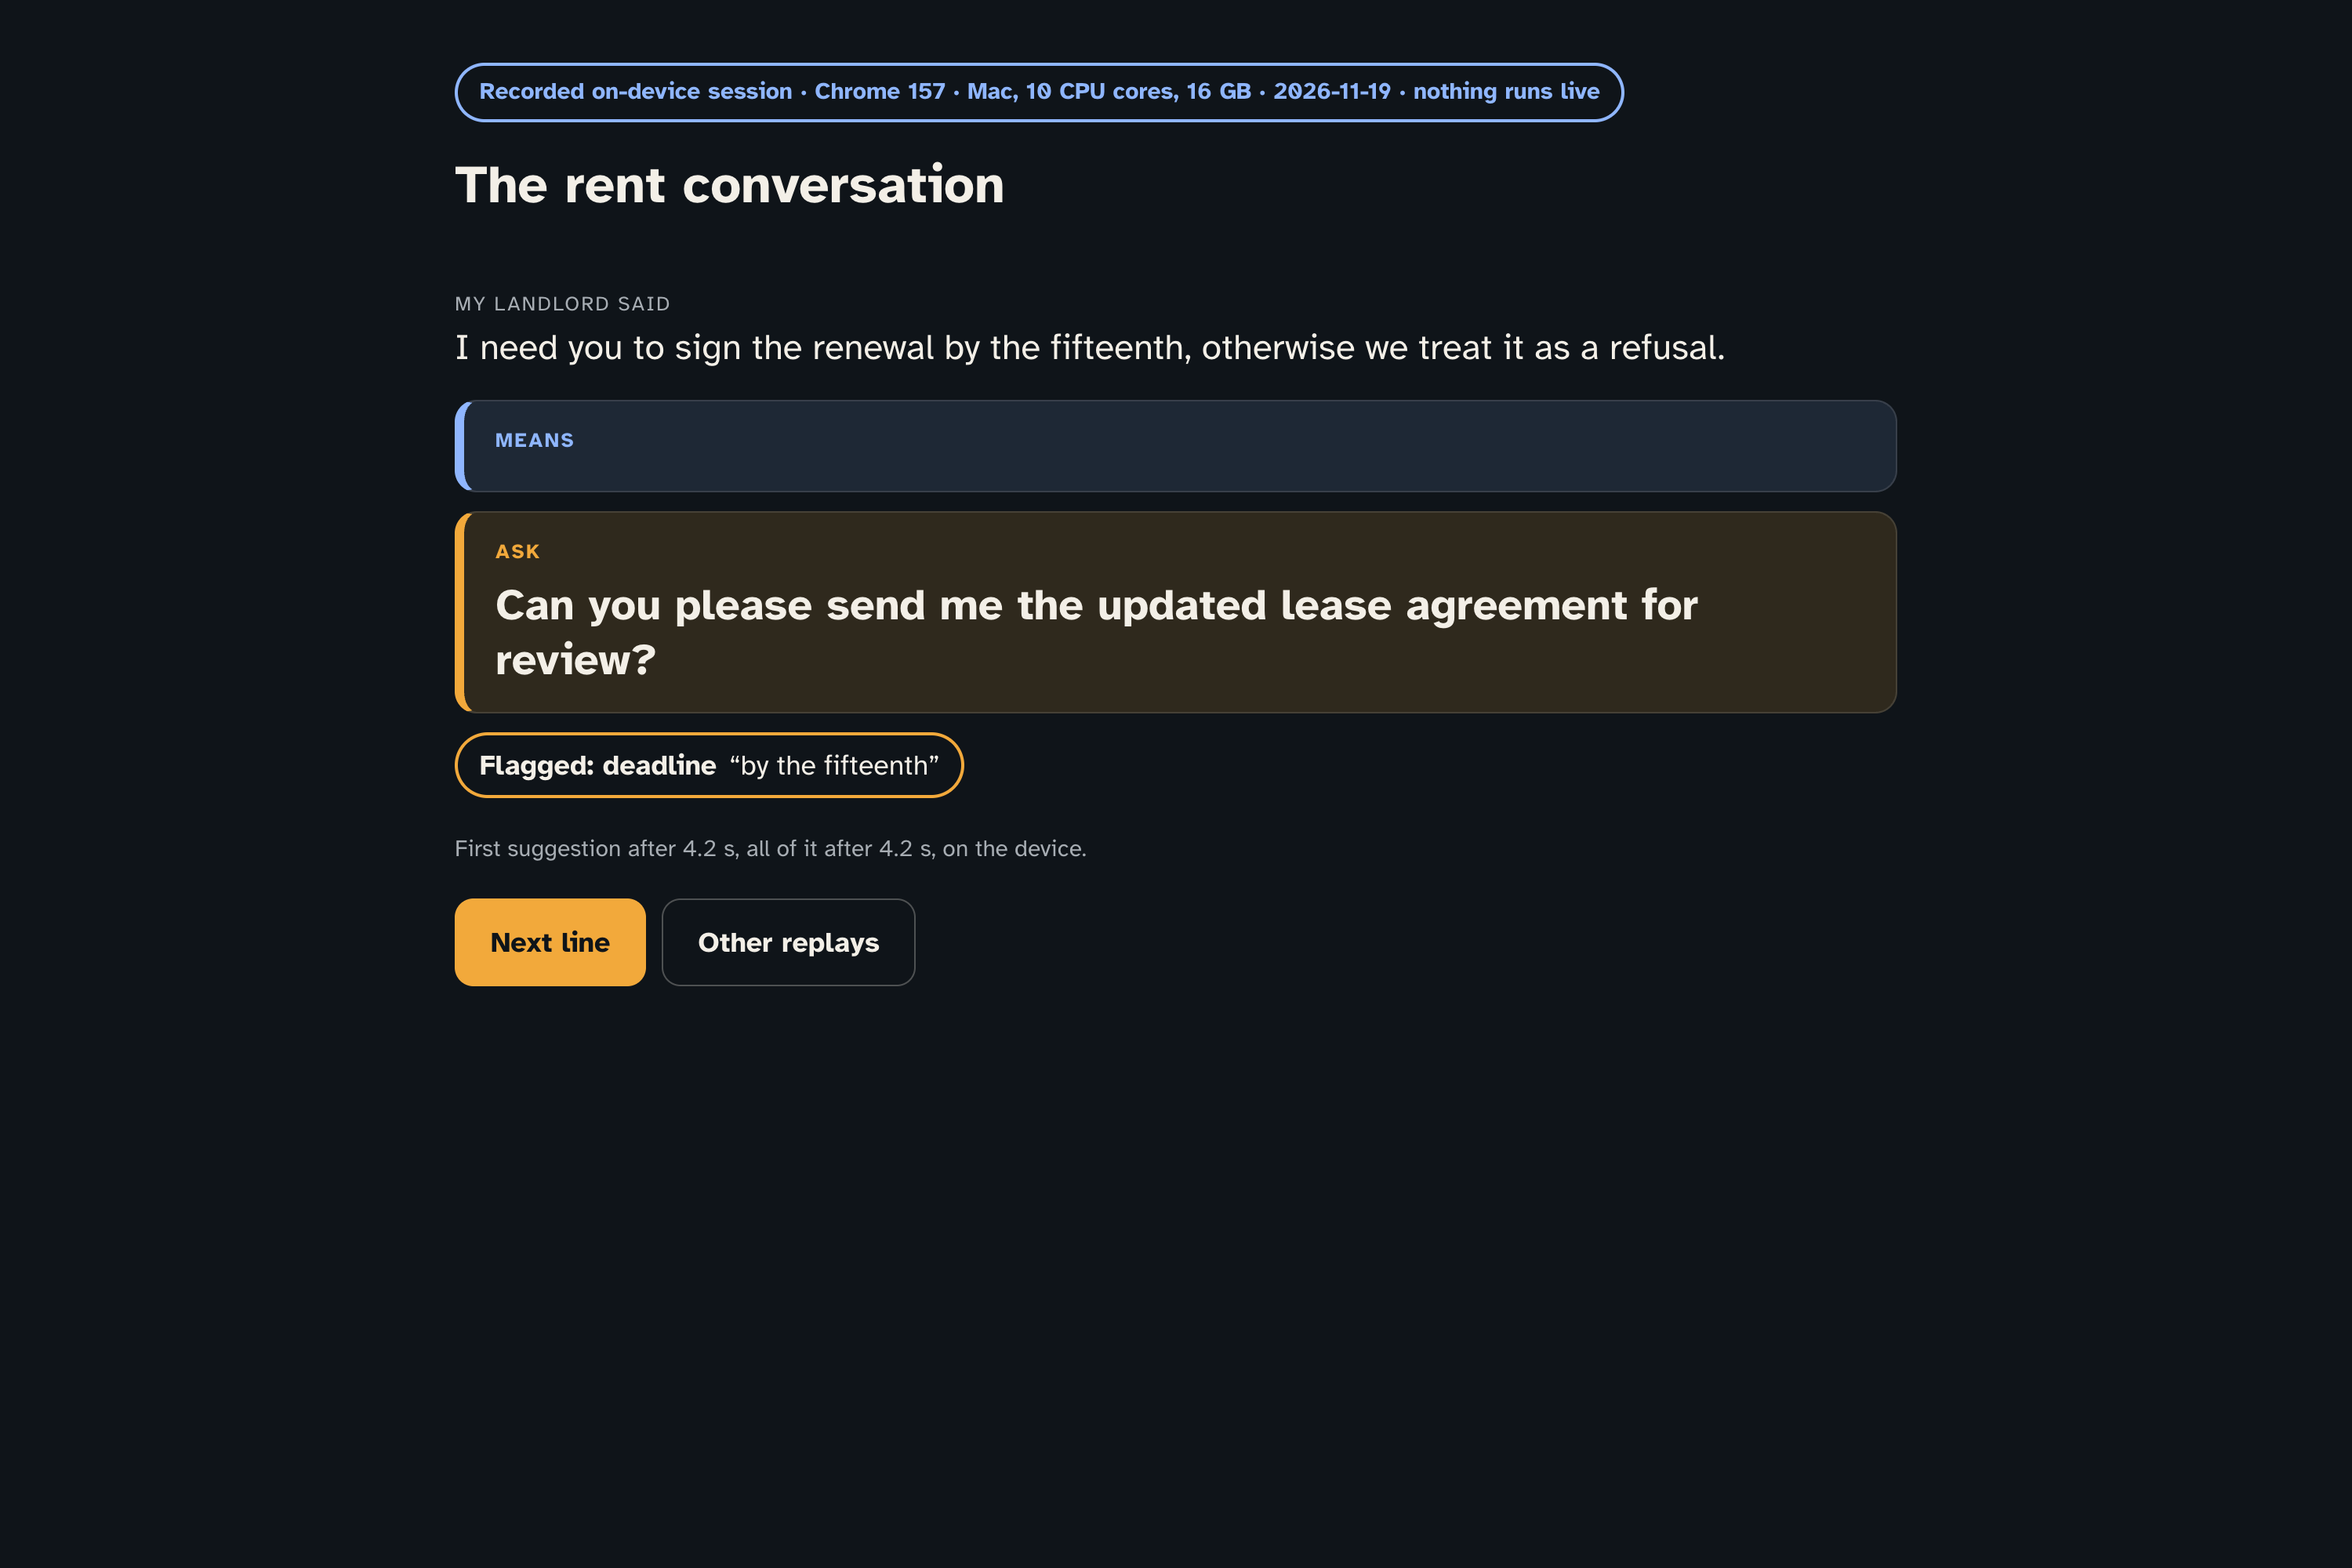 Recorded on-device session · Chrome 157 · Mac, 10 CPU cores, 16 GB · 2026-11-19 · nothing runs live
The rent conversation
MY LANDLORD SAID
I need you to sign the renewal by the fifteenth, otherwise we treat it as a refusal.
MEANS
ASK
Can you please send me the updated lease agreement for
review?
Flagged: deadline “by the fifteenth”
First suggestion after 4.2 s, all of it after 4.2 s, on the device.
Next line
Other replays